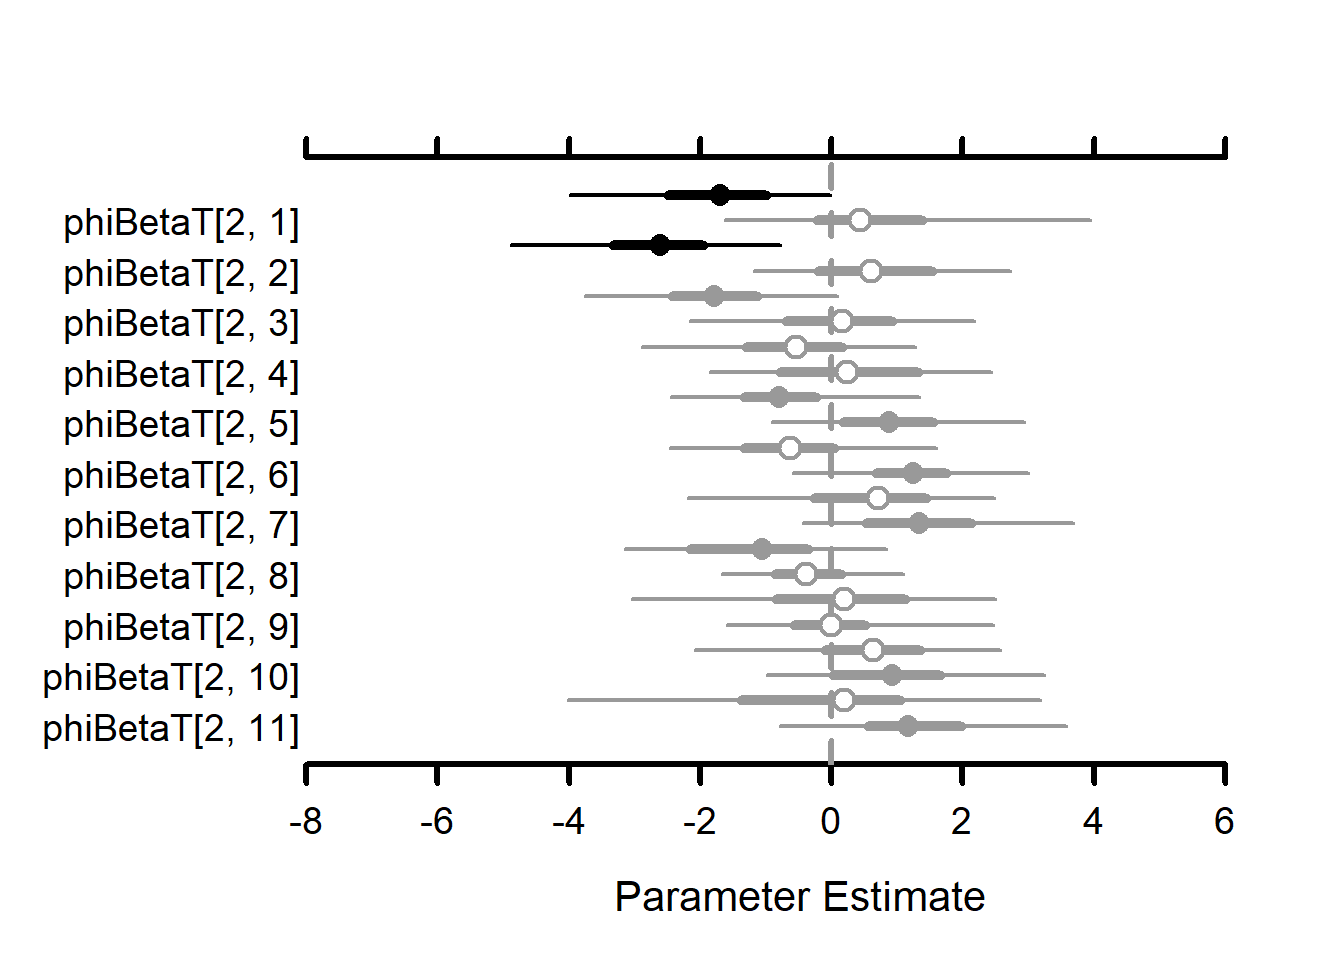 phiBetaT[2, 1]
phiBetaT[2, 2]
phiBetaT[2, 3]
phiBetaT[2, 4]
phiBetaT[2, 5]
phiBetaT[2, 6]
phiBetaT[2, 7]
phiBetaT[2, 8]
phiBetaT[2, 9]
phiBetaT[2, 10]
phiBetaT[2, 11]
-8 -6 -4 -2 0 2 4 6
Parameter Estimate